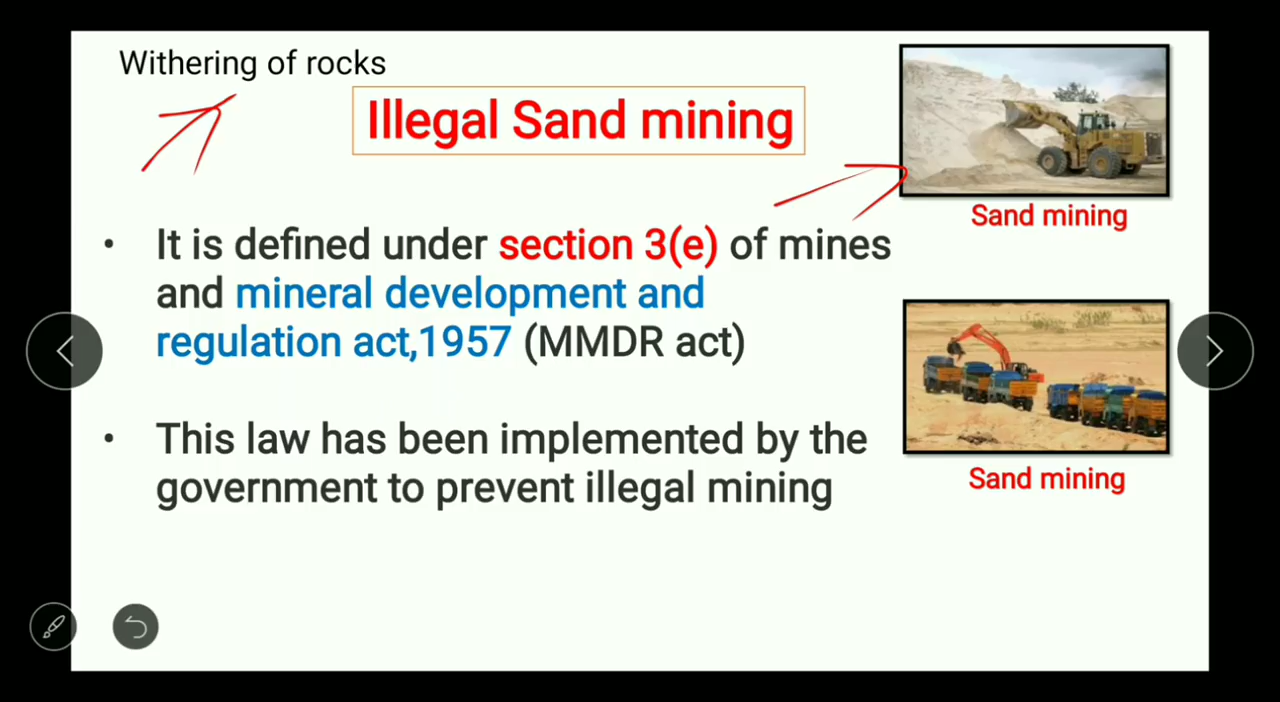 Withering of rocks
Illegal Sand mining
Sand mining
• It is defined under section 3(e) of mines
and mineral development and
regulation act,1957 (MMDR act)
• This law has been implemented by the
government to prevent illegal mining
Sand mining